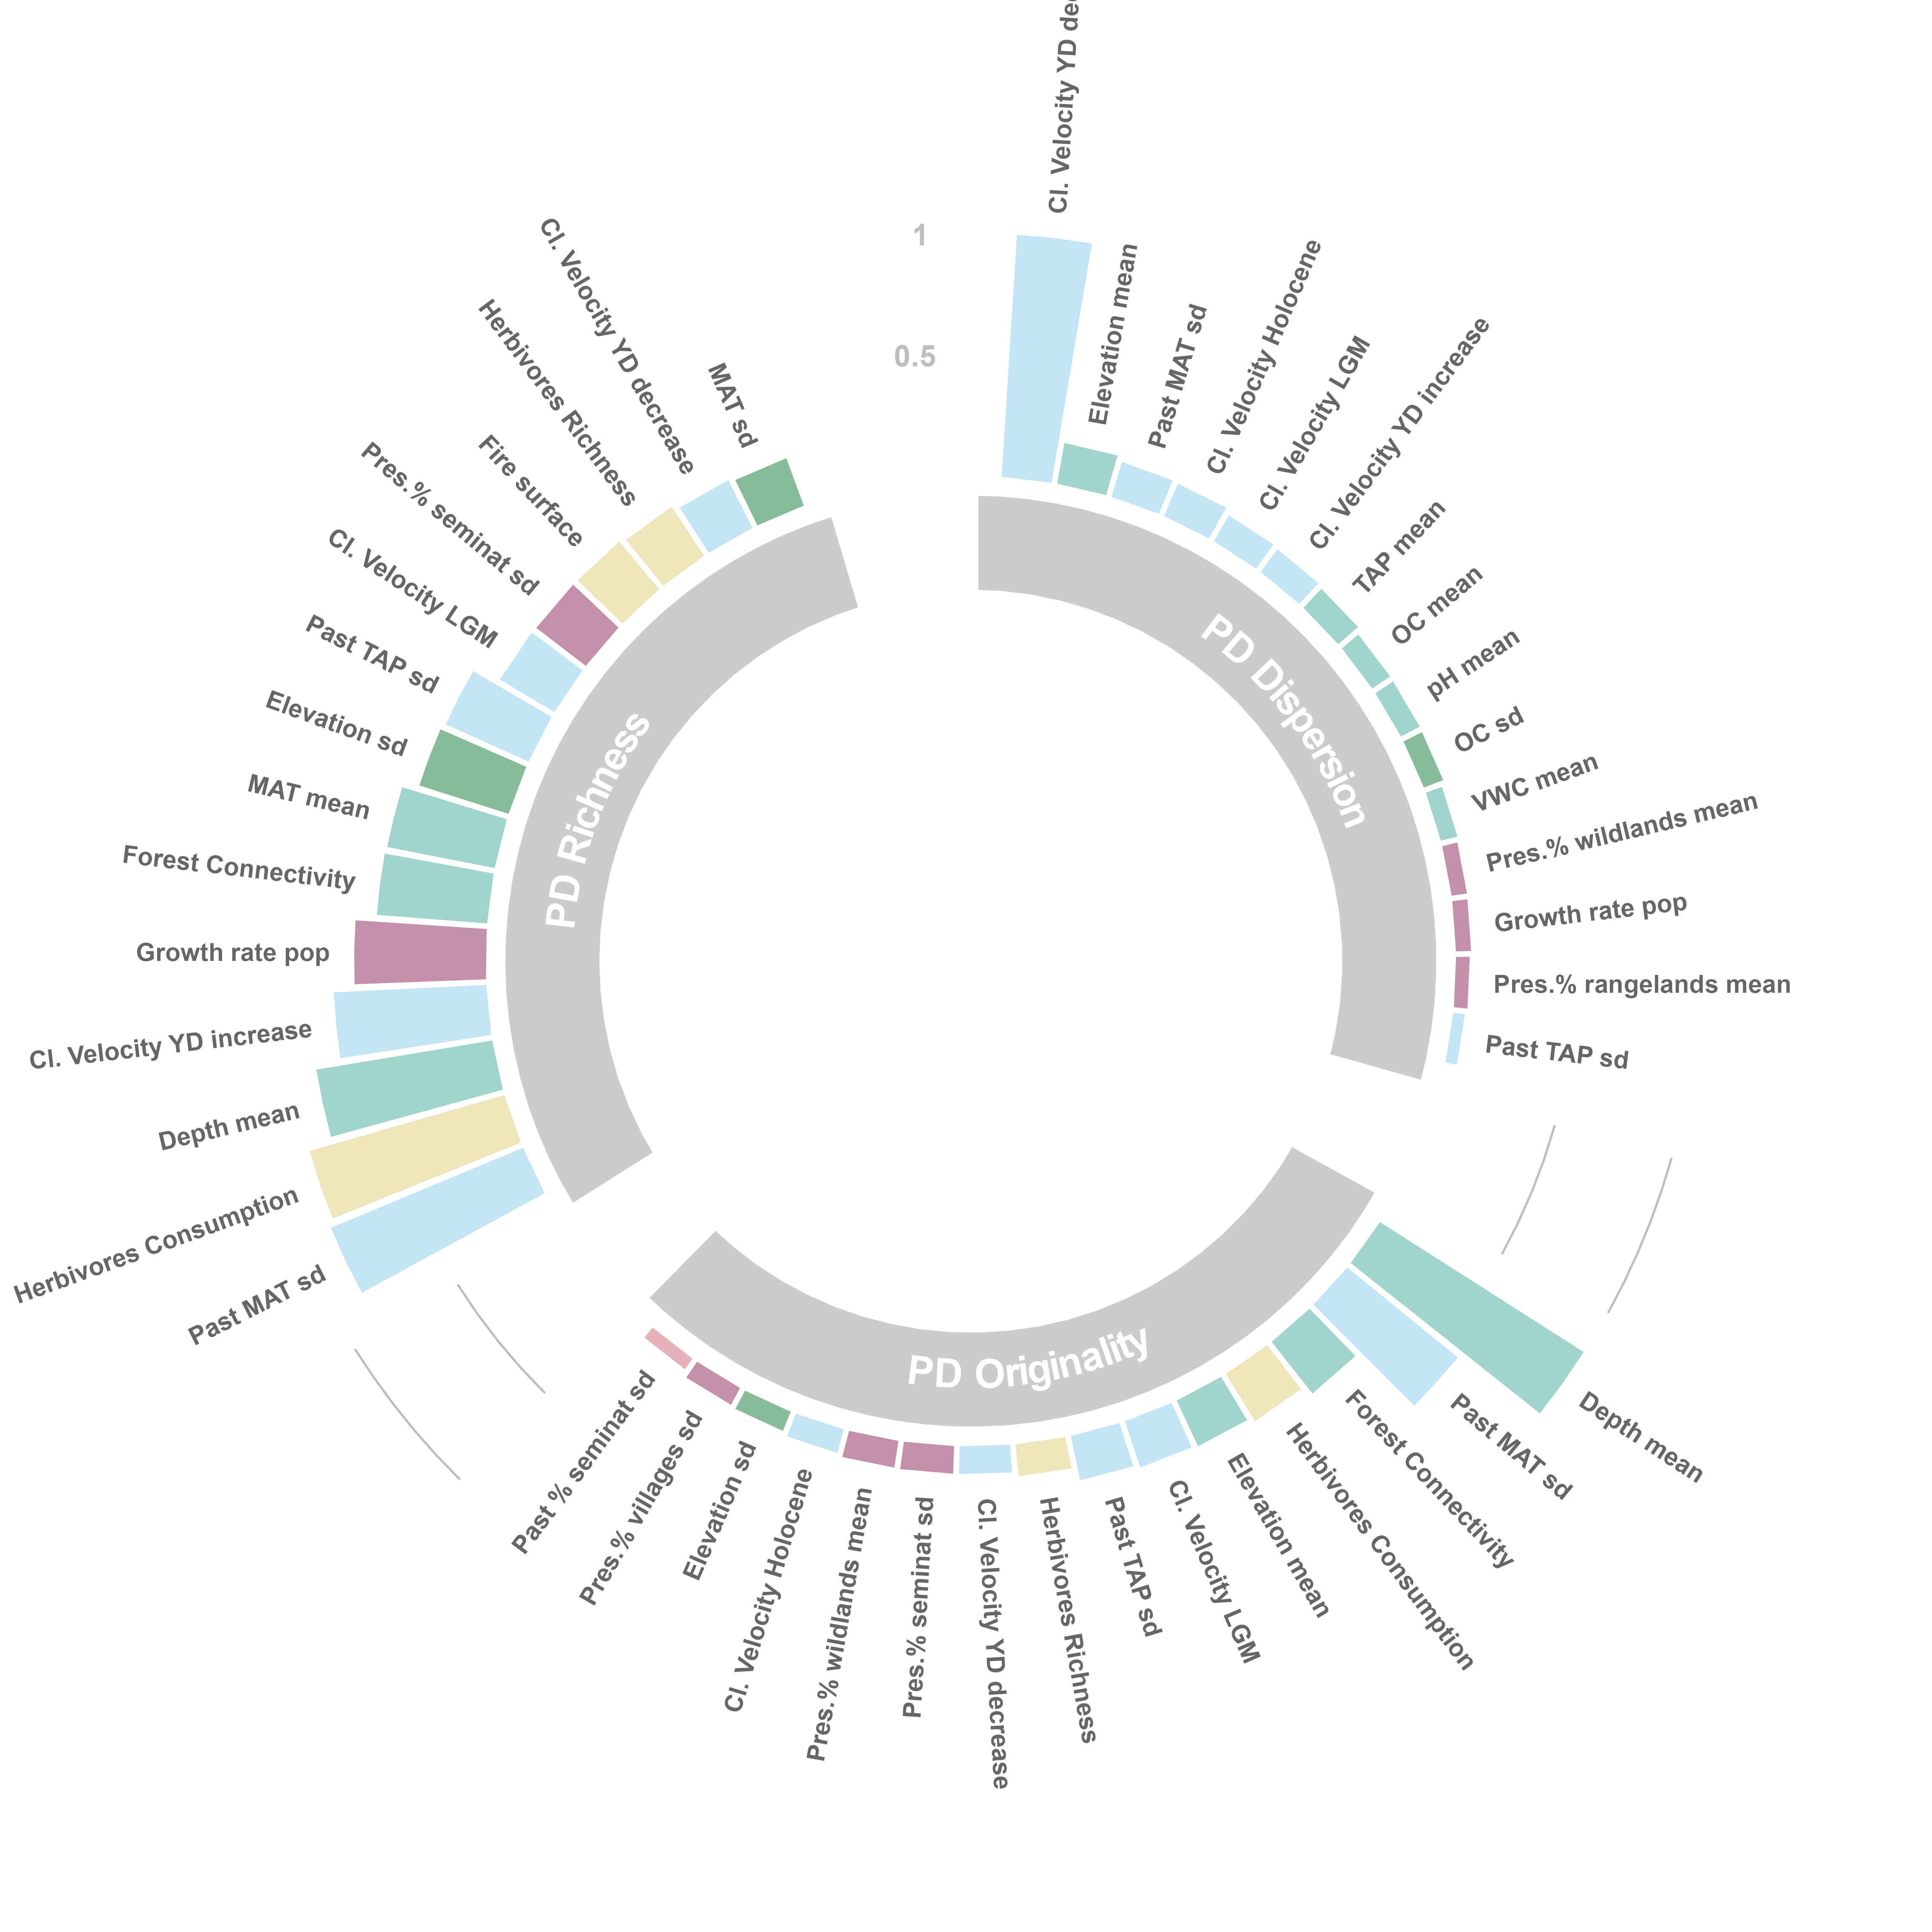 Cl. Velocity YD
Elevation mean
Past MAT sd
Cl. Velocity Holocene
Cl. Velocity LGM
Cl. Velocity YD increase
TAP mean
OC mean
pH mean
OC sd
VWC mean
Pres.% wildlands mean
Growth rate pop
Pres.% rangelands mean
Past TAP sd
Depth mean
Past MAT sd
Forest Connectivity
Herbivores Consumption
Elevation mean
Cl. Velocity LGM
Past TAP sd
Herbivores Richness
Cl. Velocity YD decrease
Pres.% seminat sd
Pres.% wildlands mean
Cl. Velocity Holocene
Elevation sd
Pres.% villages sd
Past % seminat sd
Past MAT sd
Herbivores Consumption
Depth mean
Cl. Velocity YD increase
Growth rate pop
Forest Connectivity
MAT mean
Elevation sd
Past TAP sd
Cl. Velocity LGM
Pres.% seminat sd
Fire surface
Herbivores Richness
Cl. Velocity YD decrease
MAT sd
1
0.5
PD Dispersion
PD Originality
PD Richness